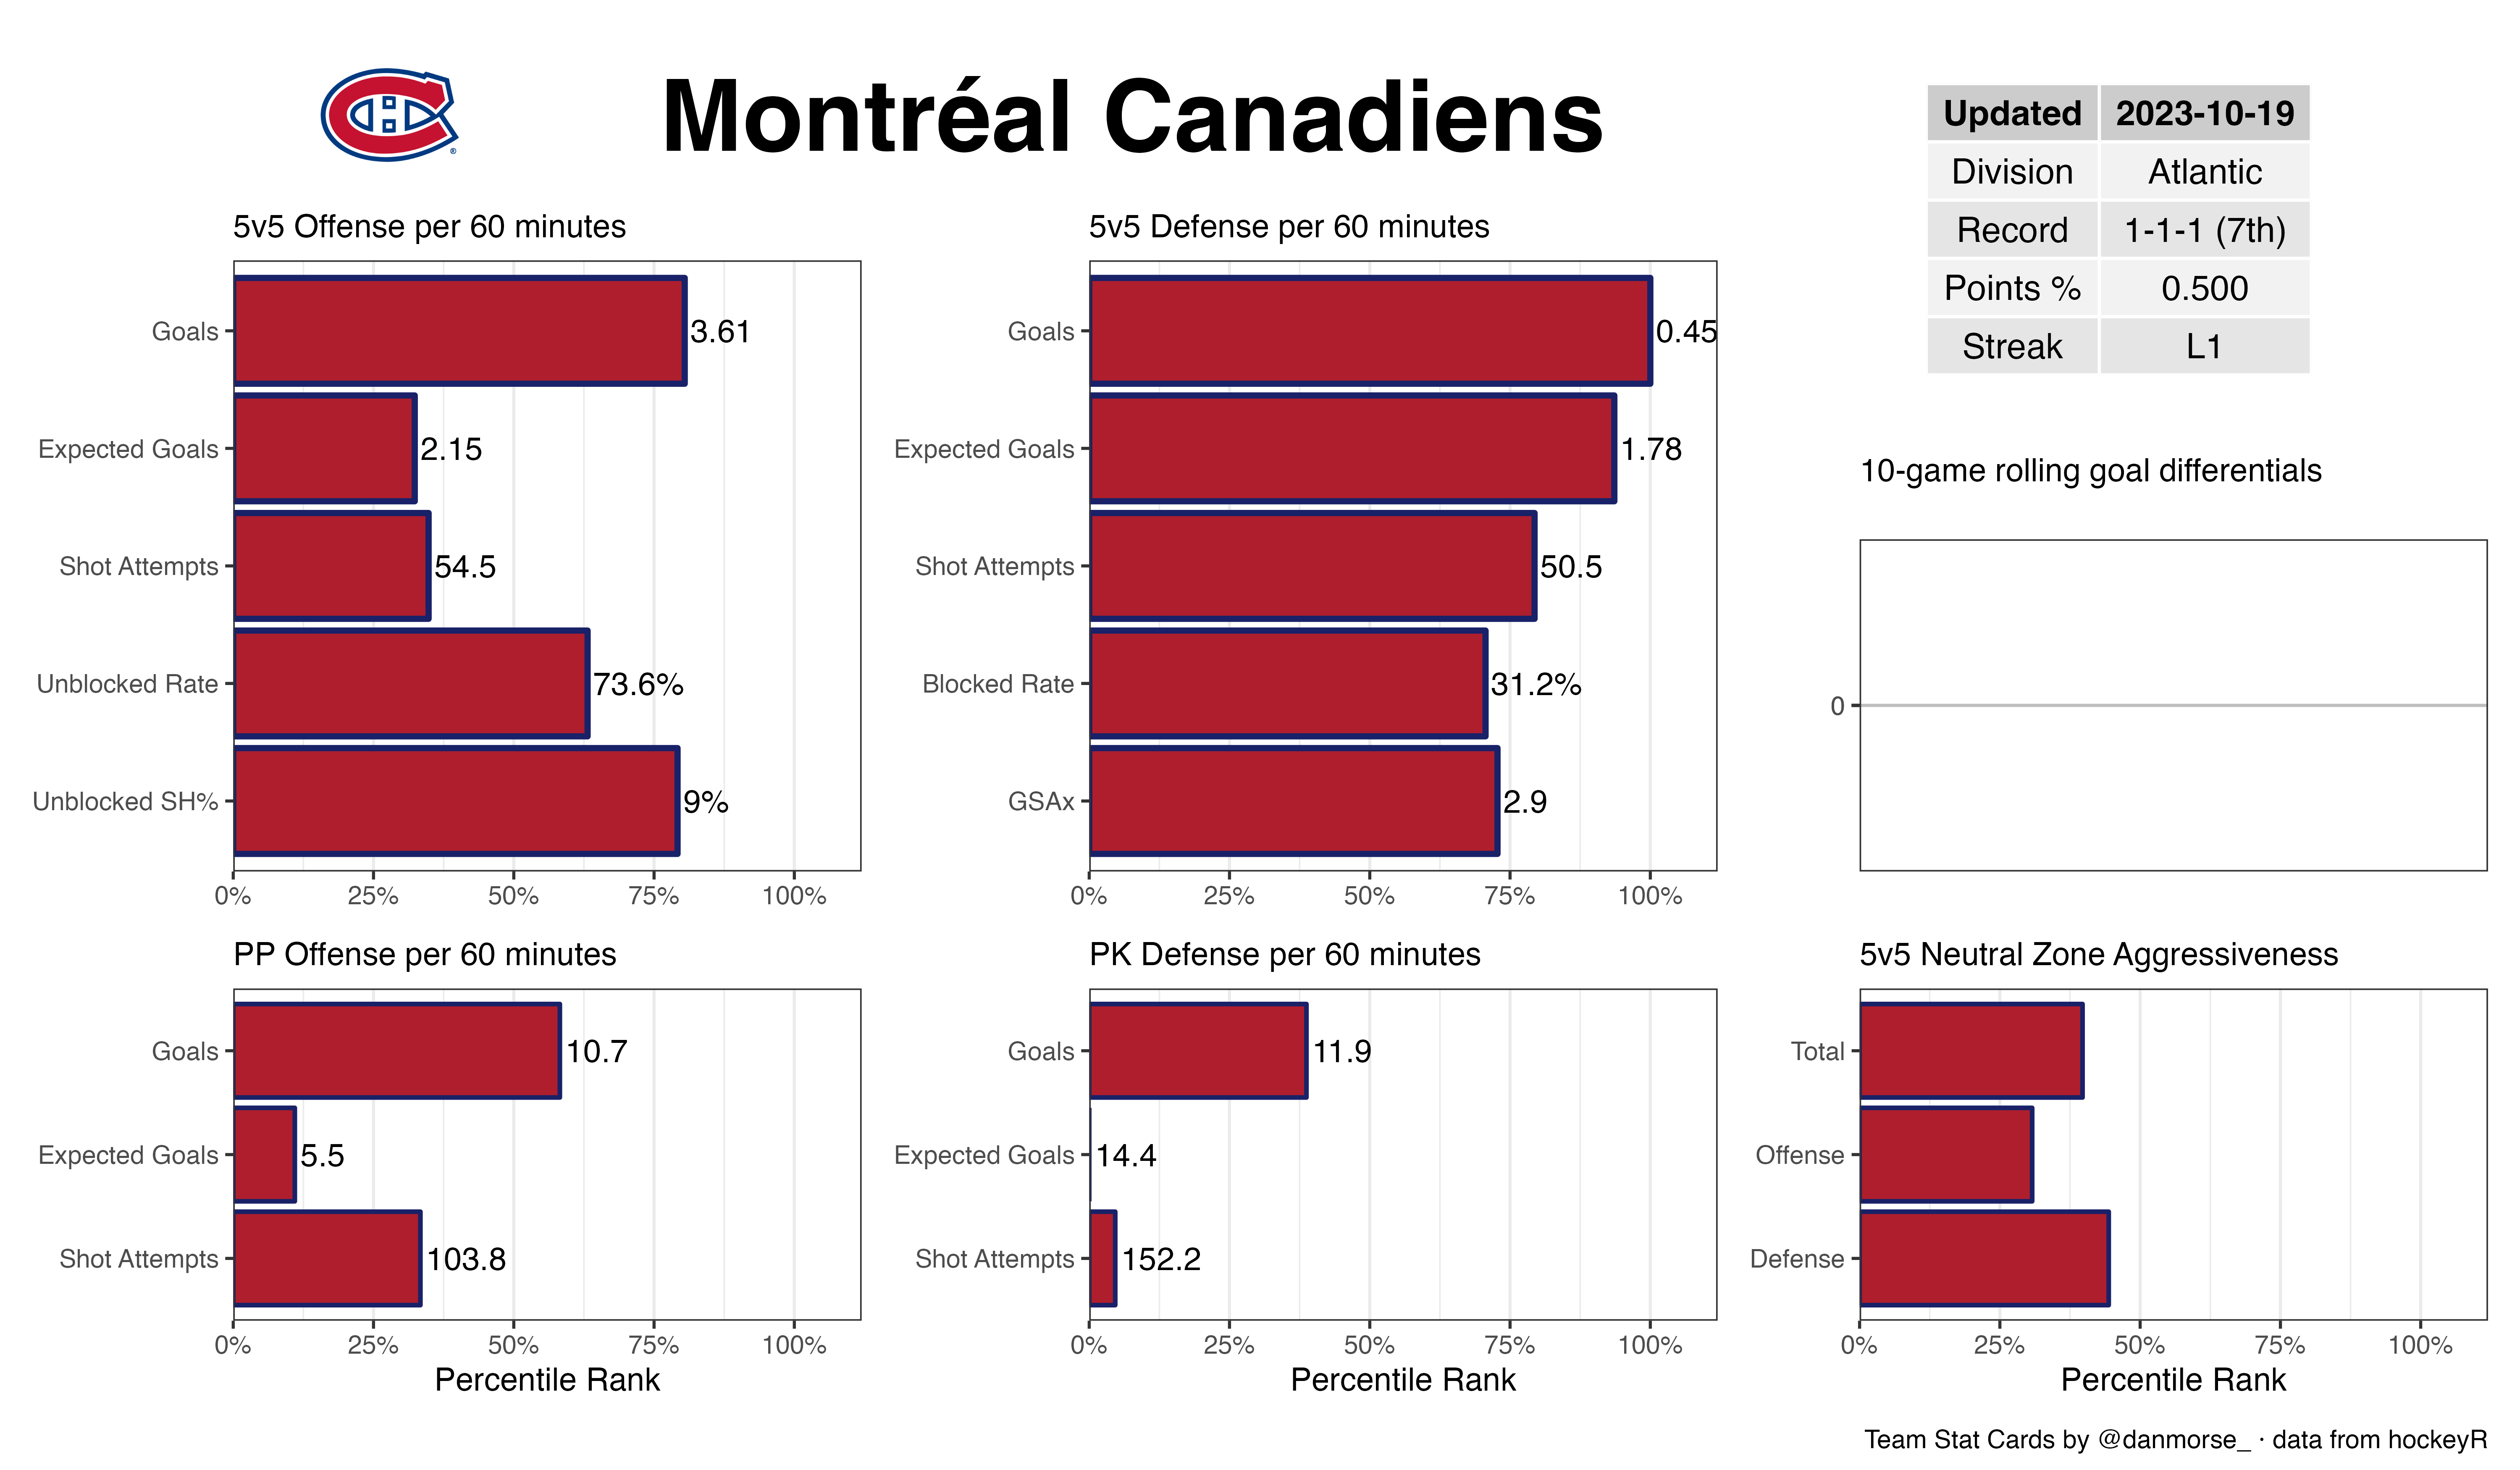 Montréal Canadiens
Updated 2023-10-19
Division Atlantic
Record 1-1-1 (7th)
Points % 0.500
Streak L1
5v5 Offense per 60 minutes
Goals 3.61
Expected Goals 2.15
Shot Attempts 54.5
Unblocked Rate 73.6%
Unblocked SH% 9%
0% 25% 50% 75% 100%
5v5 Defense per 60 minutes
Goals 0.45
Expected Goals 1.78
Shot Attempts 50.5
Blocked Rate 31.2%
GSAx 2.9
0% 25% 50% 75% 100%
10-game rolling goal differentials
0
PP Offense per 60 minutes
Goals 10.7
Expected Goals 5.5
Shot Attempts 103.8
0% 25% 50% 75% 100%
Percentile Rank
PK Defense per 60 minutes
Goals 11.9
Expected Goals 14.4
Shot Attempts 152.2
0% 25% 50% 75% 100%
Percentile Rank
5v5 Neutral Zone Aggressiveness
Total
Offense
Defense
0% 25% 50% 75% 100%
Percentile Rank
Team Stat Cards by @danmorse_ · data from hockeyR